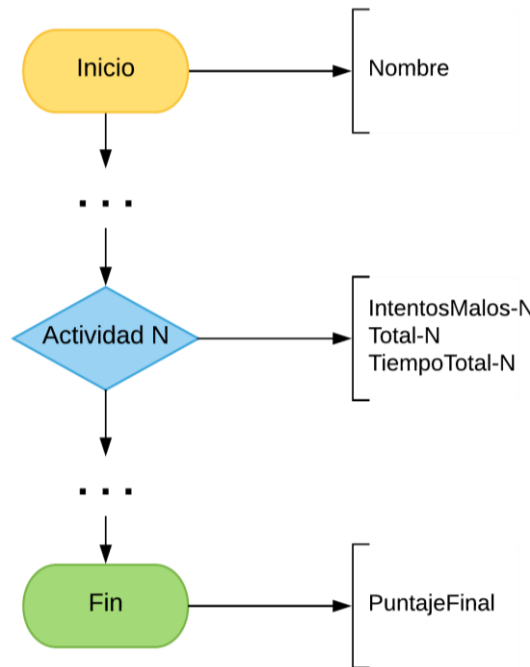 Inicio
Nombre
. . .
Actividad N
IntentosMalos-N
Total-N
TiempoTotal-N
. . .
Fin
PuntajeFinal